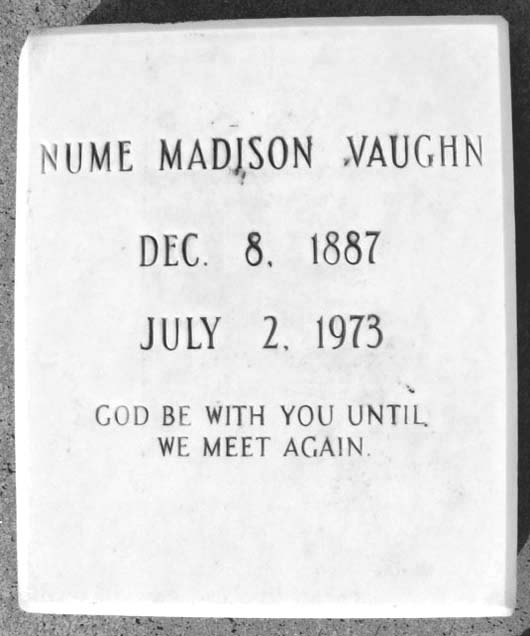 NUME MADISON VAUGHN
DEC. 8, 1887
JULY 2, 1973
GOD BE WITH YOU UNTIL
WE MEET AGAIN.